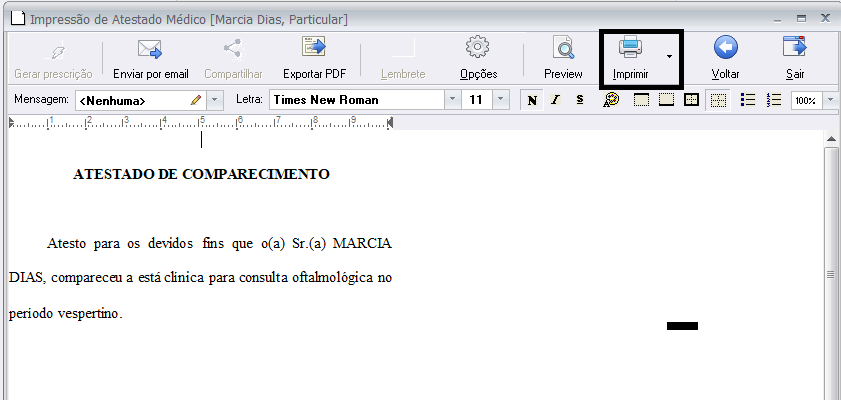 Impressão de Atestado Médico [Marcia Dias, Particular]
Gerar prescrição Enviar por email Compartilhar Exportar PDF Lembrete Opções Preview Imprimir Voltar Sair
Mensagem: <Nenhuma> Letra: Times New Roman 11 N I S 100%
1 2 3 4 5 6 7 8 9
ATESTADO DE COMPARECIMENTO
Atesto para os devidos fins que o(a) Sr.(a) MARCIA
DIAS, compareceu a está clinica para consulta oftalmológica no
período vespertino.